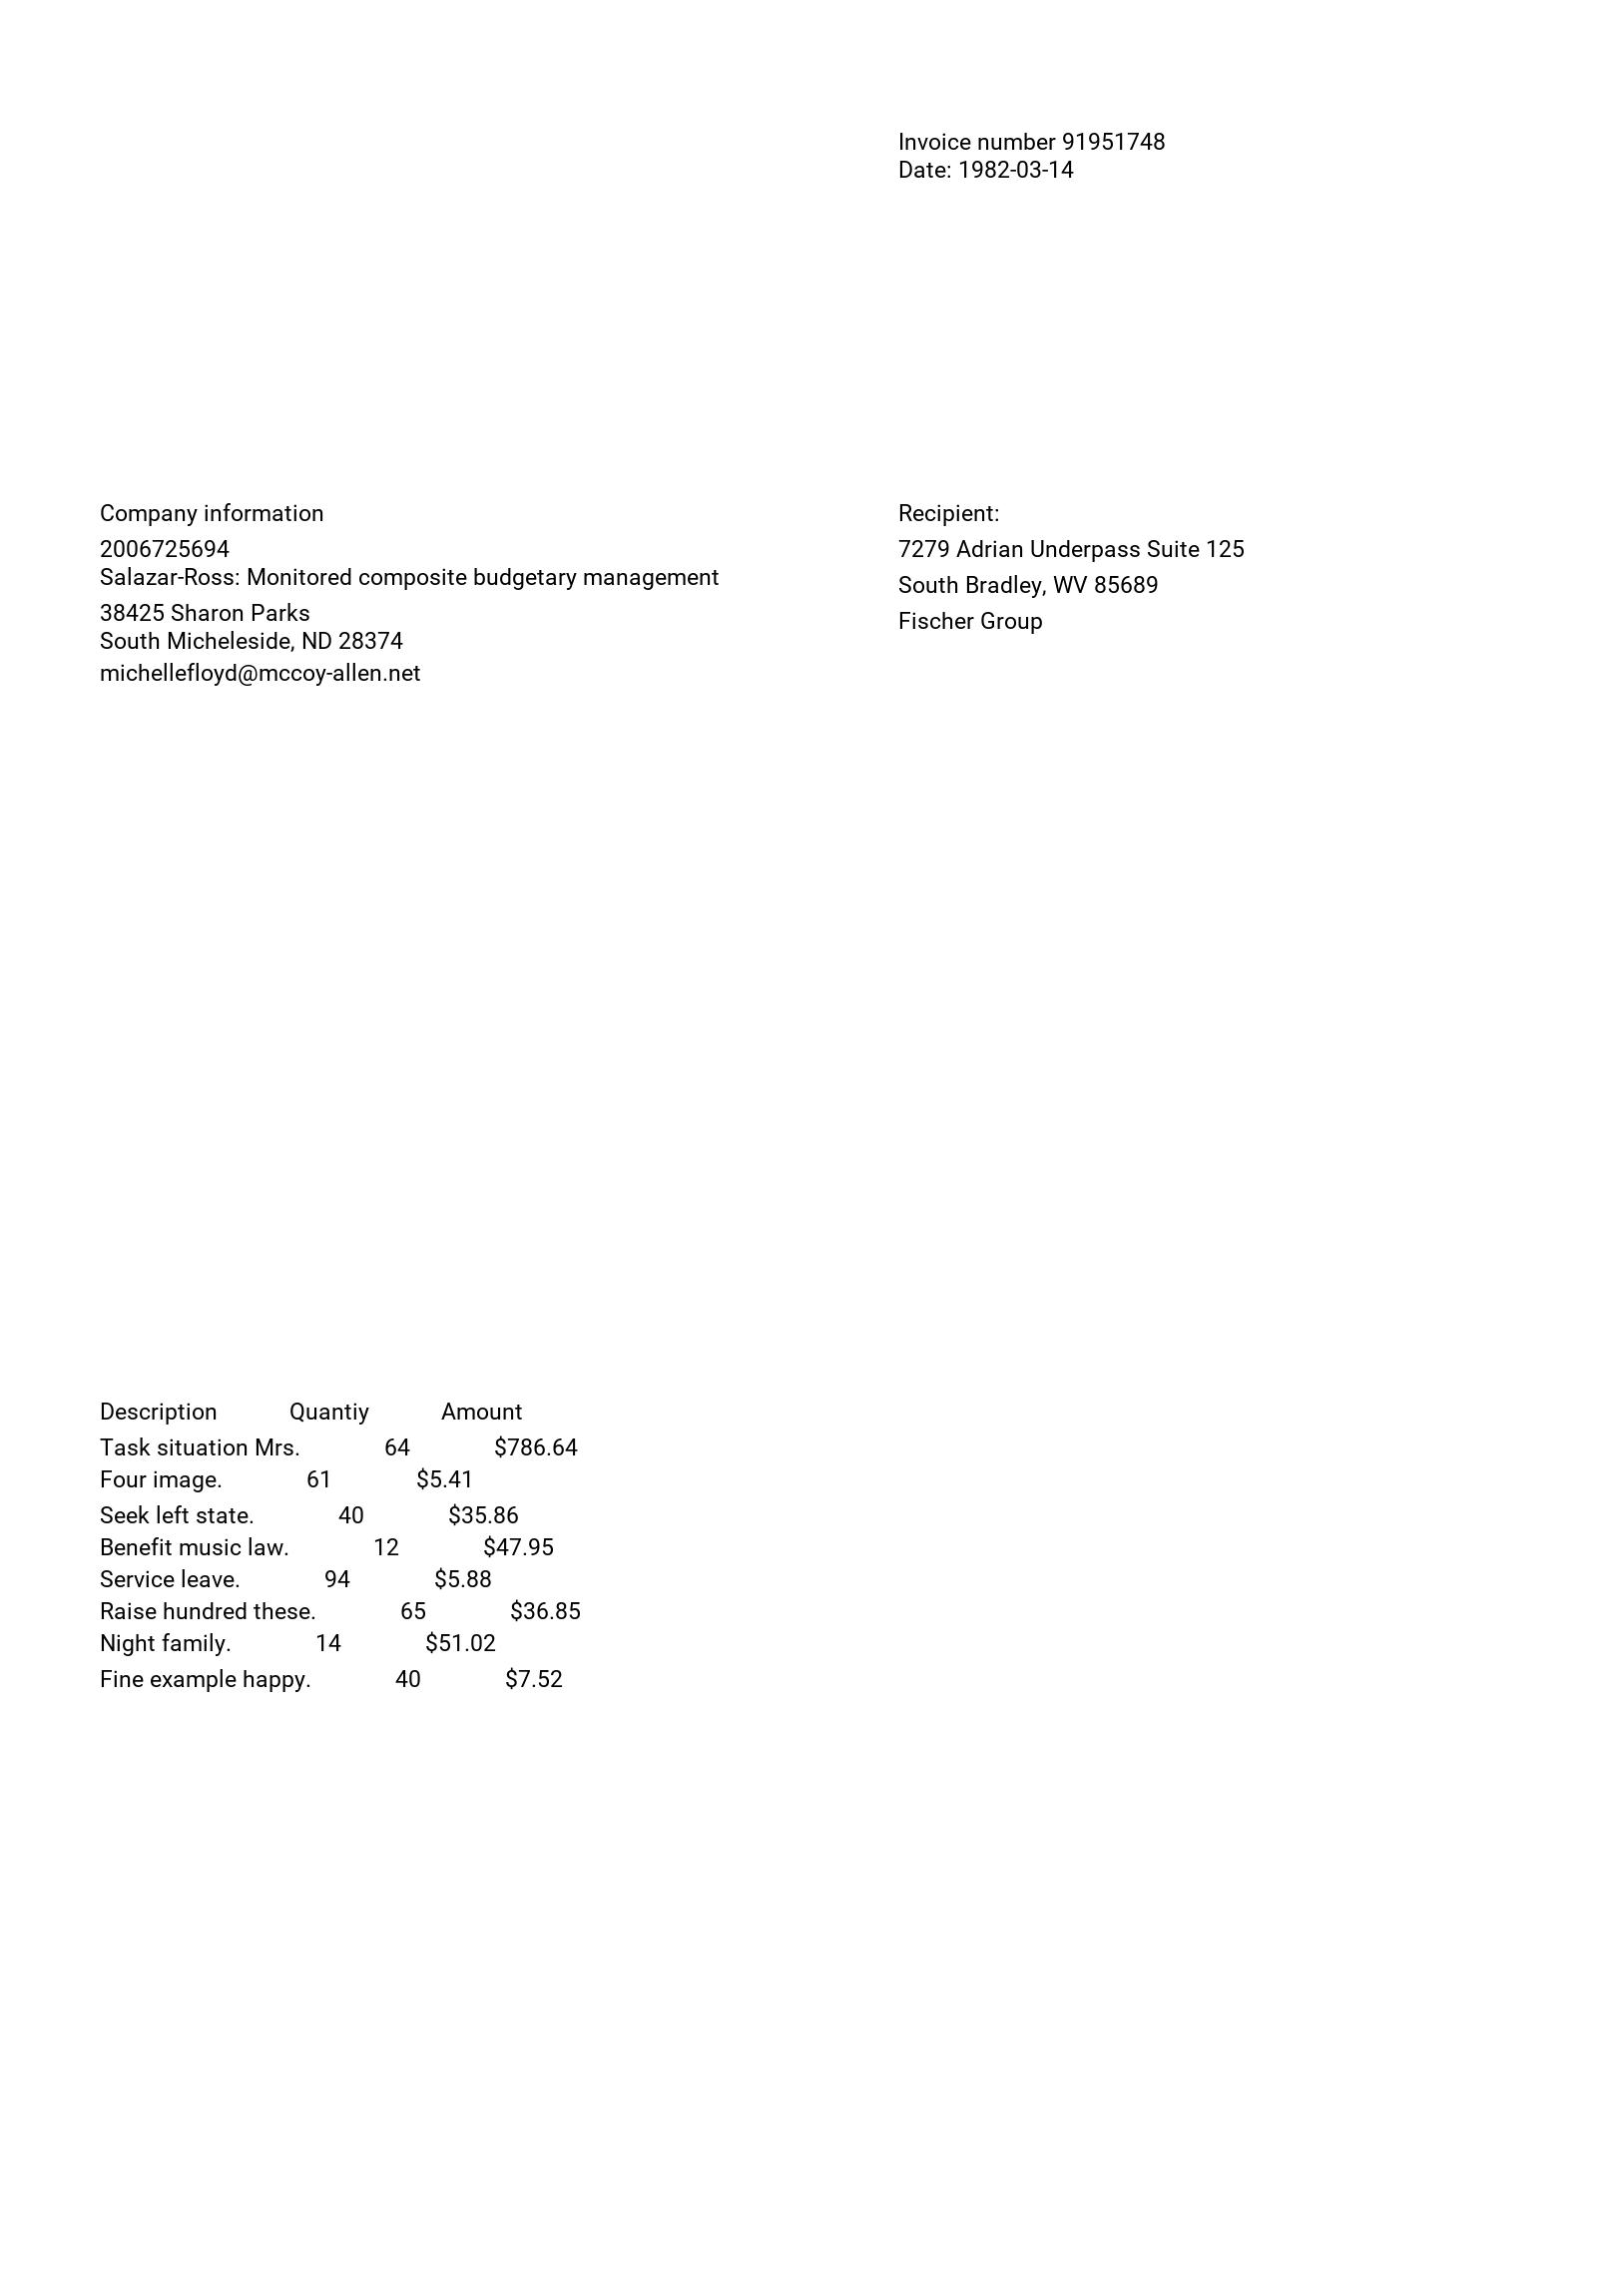 Invoice number 91951748
Date: 1982-03-14
Company information
2006725694
Salazar-Ross: Monitored composite budgetary management
38425 Sharon Parks
South Micheleside, ND 28374
michellefloyd@mccoy-allen.net
Recipient:
7279 Adrian Underpass Suite 125
South Bradley, WV 85689
Fischer Group
Description Quantiy Amount
Task situation Mrs. 64 $786.64
Four image. 61 $5.41
Seek left state. 40 $35.86
Benefit music law. 12 $47.95
Service leave. 94 $5.88
Raise hundred these. 65 $36.85
Night family. 14 $51.02
Fine example happy. 40 $7.52